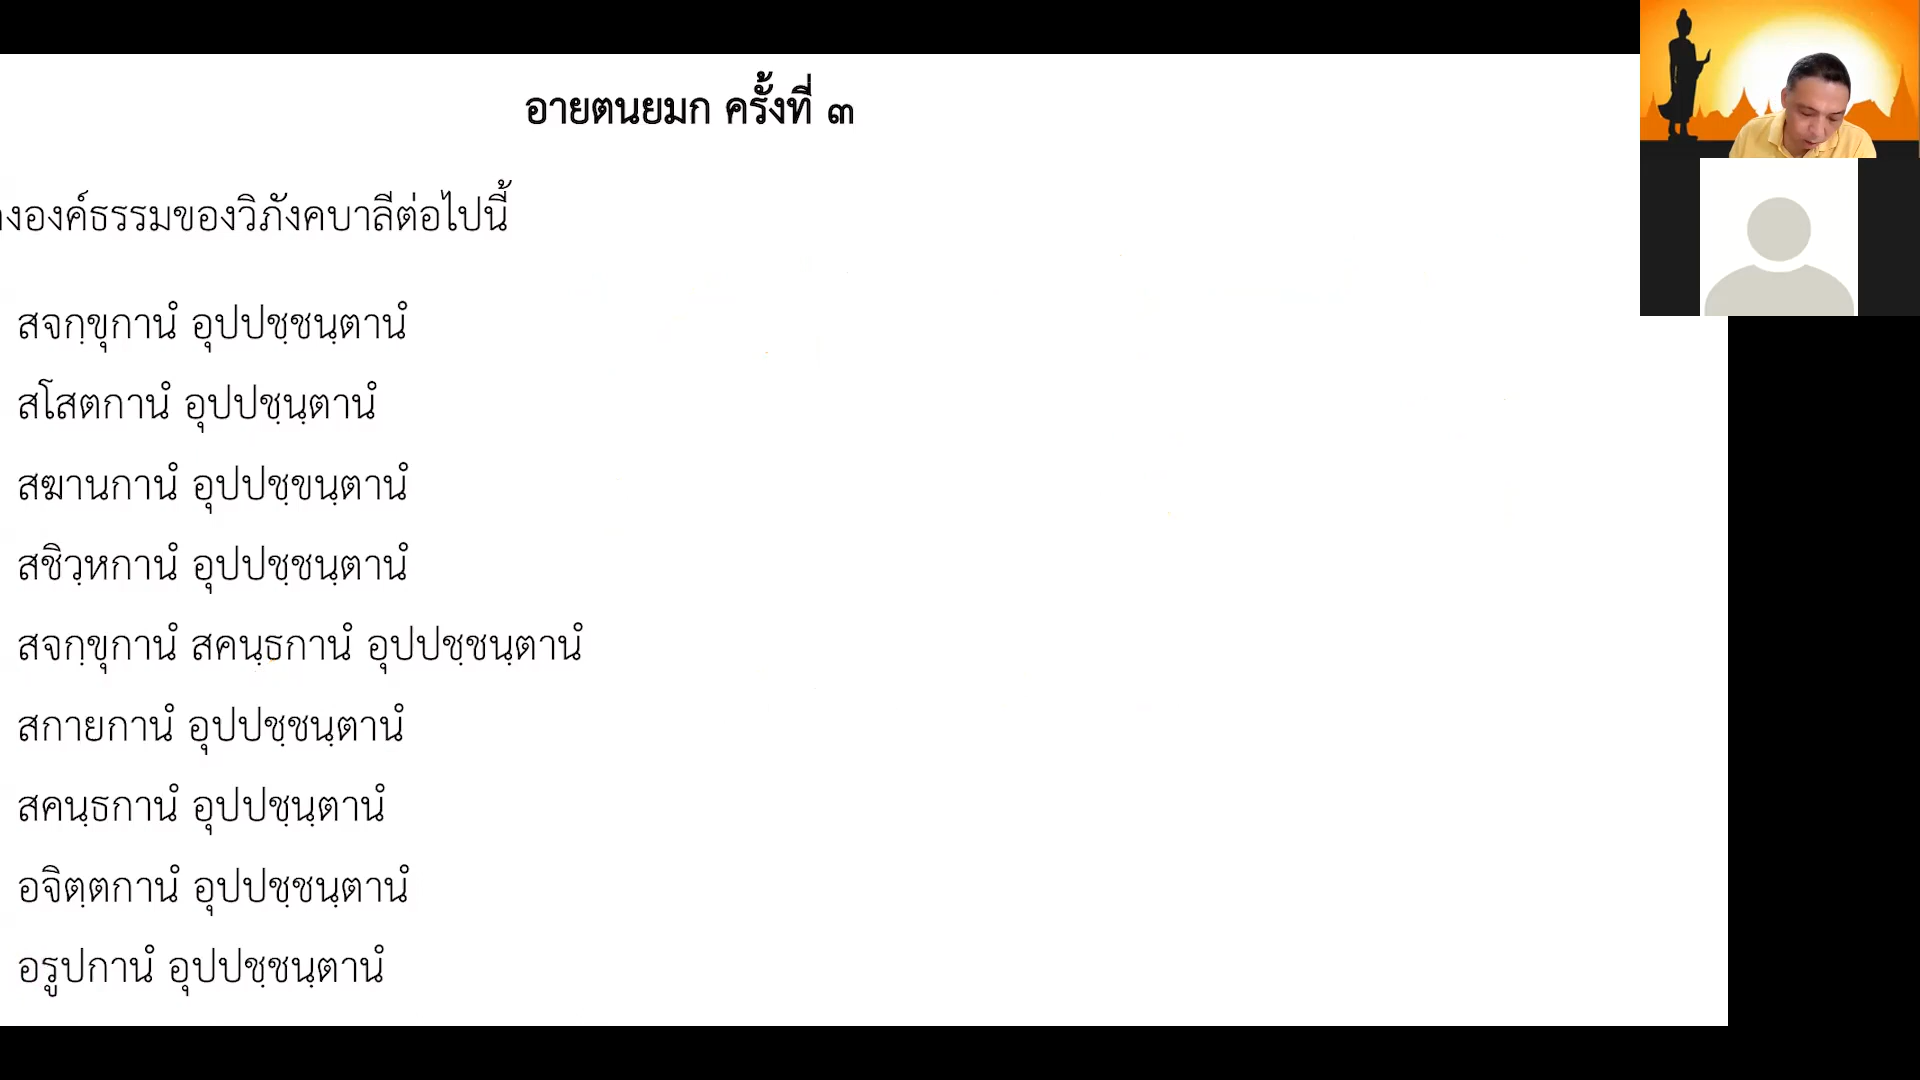 อายตนยมก ครั้งที่ ๓
งองค์ธรรมของวิภังคบาลีต่อไปนี้
สจกฺขุกานํ อุปปชฺชนฺตานํ
สโสตกานํ อุปปชฺนฺตานํ
สฆานกานํ อุปปชฺขนฺตานํ
สชิวฺหกานํ อุปปชฺชนฺตานํ
สจกฺขุกานํ สคนฺธกานํ อุปปชฺชนฺตานํ
สกายกานํ อุปปชฺชนฺตานํ
สคนฺธกานํ อุปปชฺนฺตานํ
อจิตฺตกานํ อุปปชฺชนฺตานํ
อรูปกานํ อุปปชฺชนฺตานํ